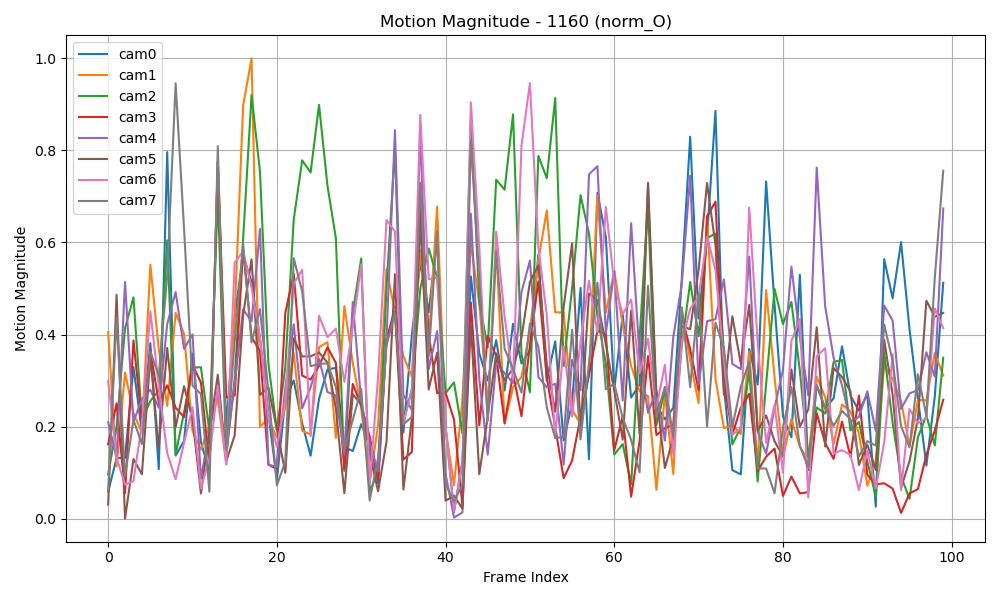 Motion Magnitude - 1160 (norm_O)
cam0
cam1
cam2
cam3
cam4
cam5
cam6
cam7
Motion Magnitude
1.0
0.8
0.6
0.4
0.2
0.0
0 20 40 60 80 100
Frame Index